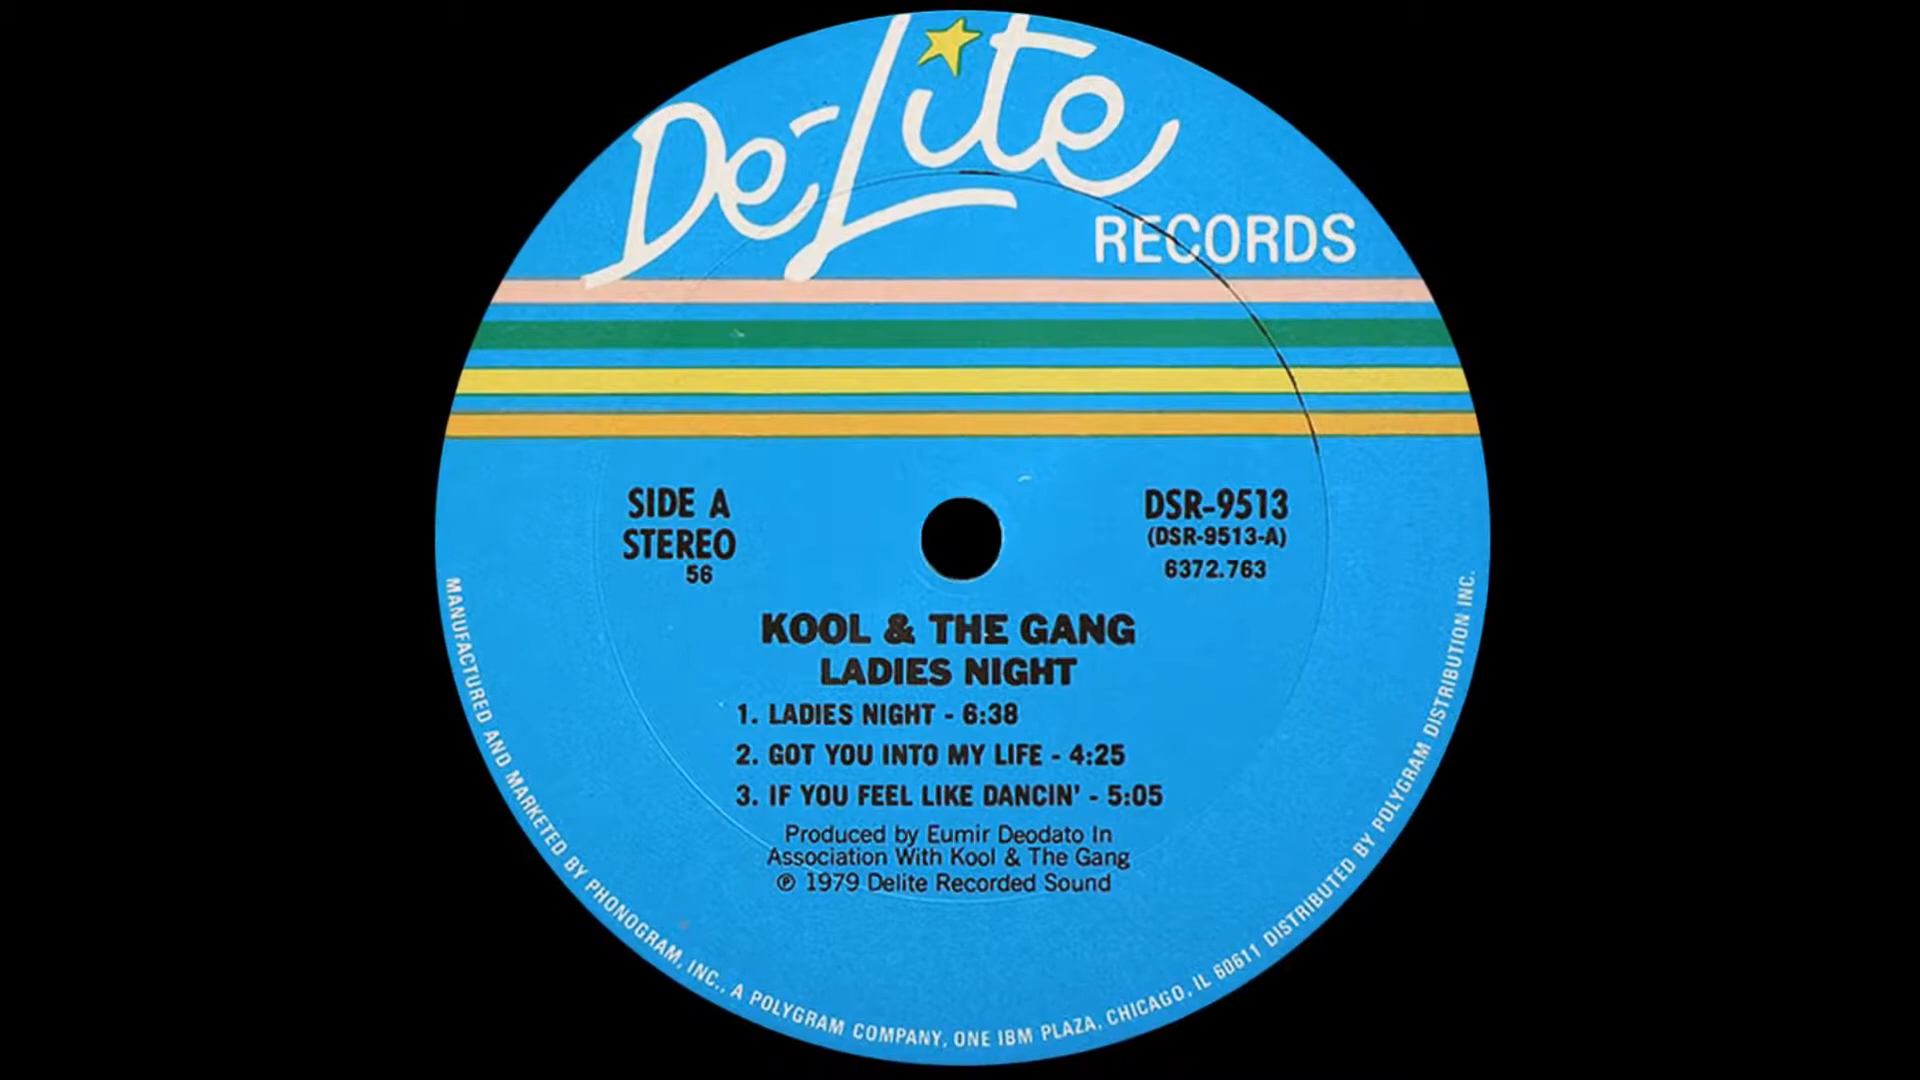 De-Lite
RECORDS
SIDE A
STEREO
56
DSR-9513
(DSR-9513-A)
6372.763
KOOL & THE GANG
LADIES NIGHT
1. LADIES NIGHT - 6:38
2. GOT YOU INTO MY LIFE - 4:25
3. IF YOU FEEL LIKE DANCIN' - 5:05
Produced by Eumir Deodato In
Association With Kool & The Gang
℗ 1979 Delite Recorded Sound
MANUFACTURED AND MARKETED BY PHONOGRAM, INC., A POLYGRAM COMPANY, ONE IBM PLAZA, CHICAGO, IL 60611 DISTRIBUTED BY POLYGRAM DISTRIBUTION INC.